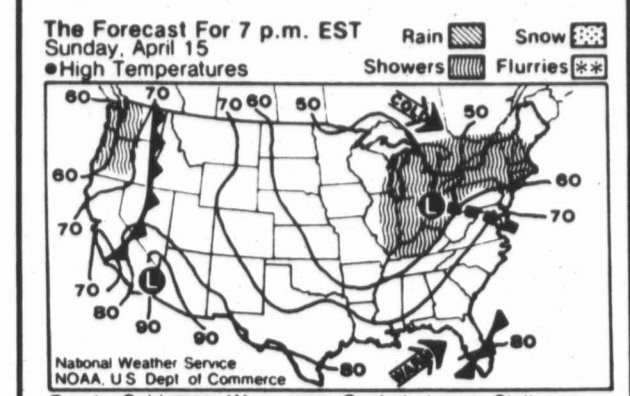 The Forecast For 7 p.m. EST
Sunday, April 15
●High Temperatures
Rain
Snow
Showers
Flurries
60
70
70
60
50
COLD
50
60
60
70
L
70
70
80
L
90
90
80
WARM
80
National Weather Service
NOAA, U S Dept of Commerce